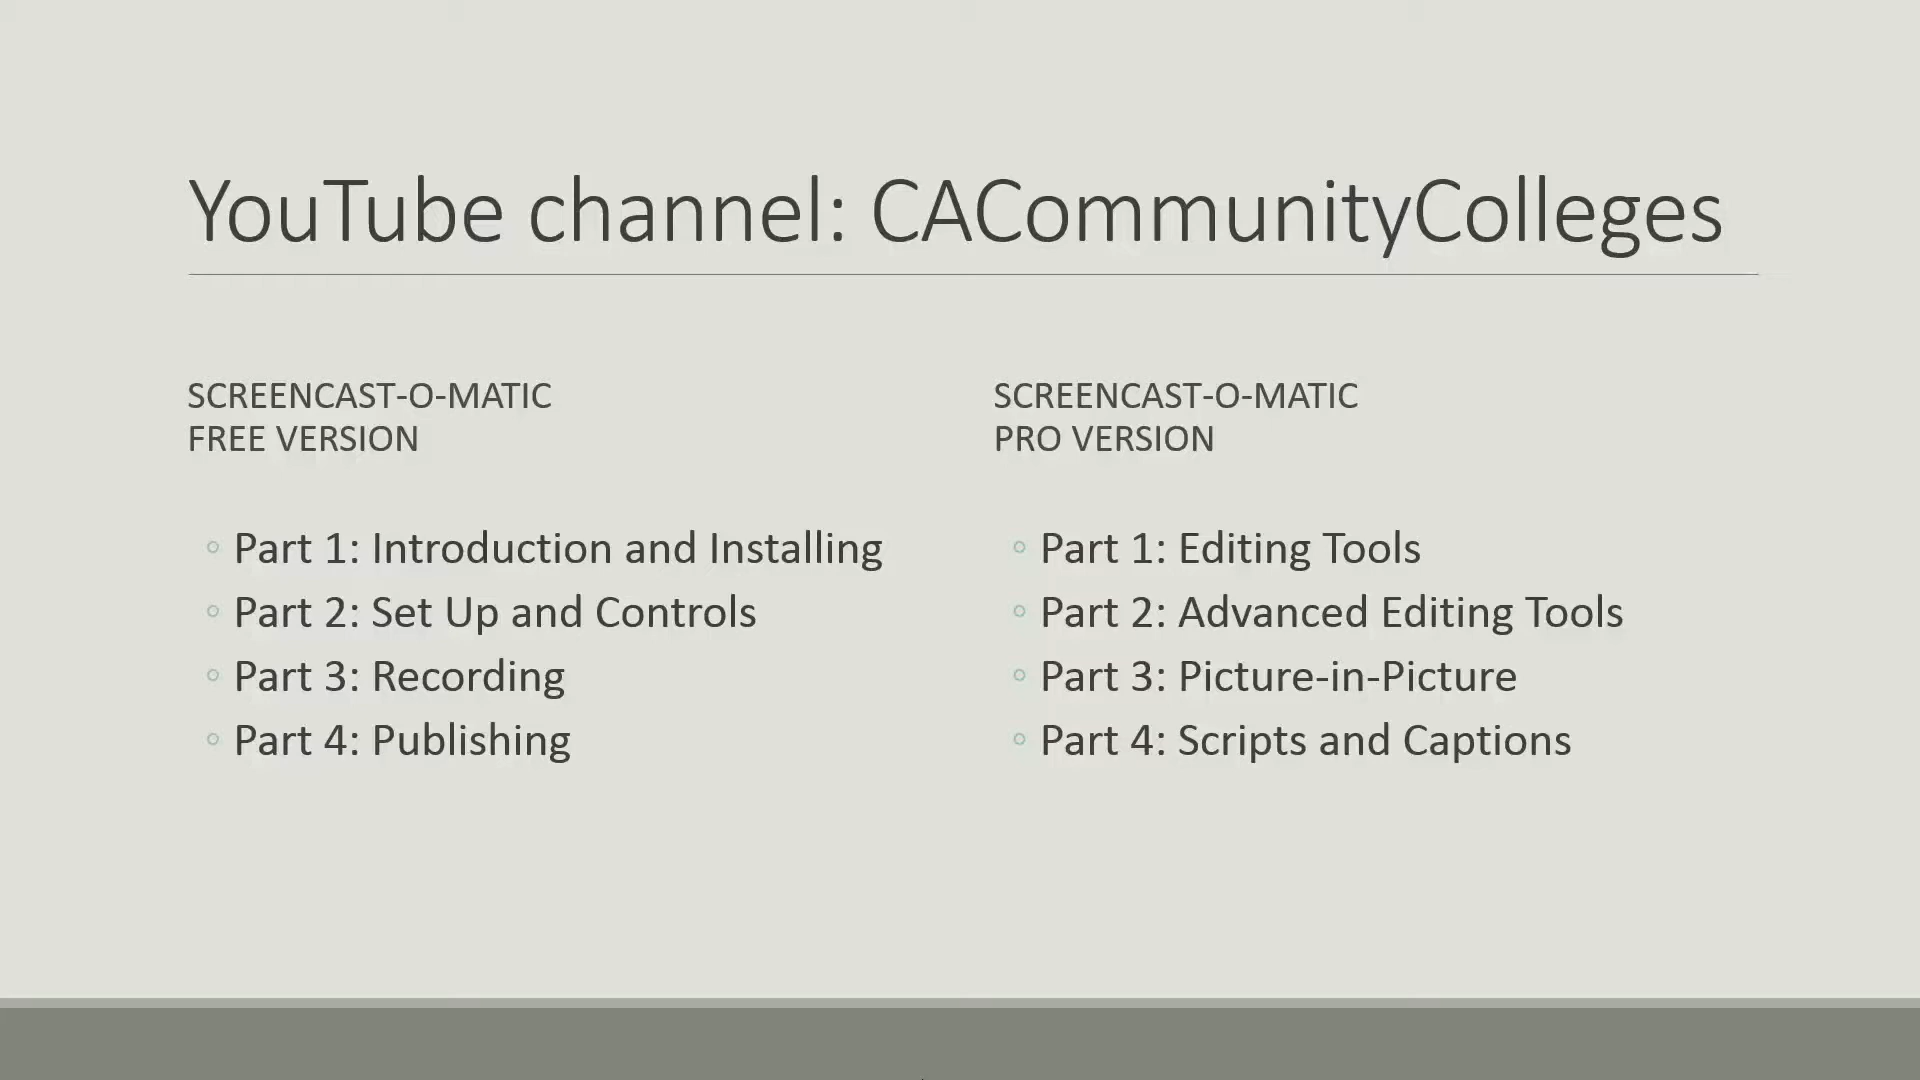 YouTube channel: CACommunityColleges
SCREENCAST-O-MATIC
FREE VERSION
Part 1: Introduction and Installing
Part 2: Set Up and Controls
Part 3: Recording
Part 4: Publishing
SCREENCAST-O-MATIC
PRO VERSION
Part 1: Editing Tools
Part 2: Advanced Editing Tools
Part 3: Picture-in-Picture
Part 4: Scripts and Captions